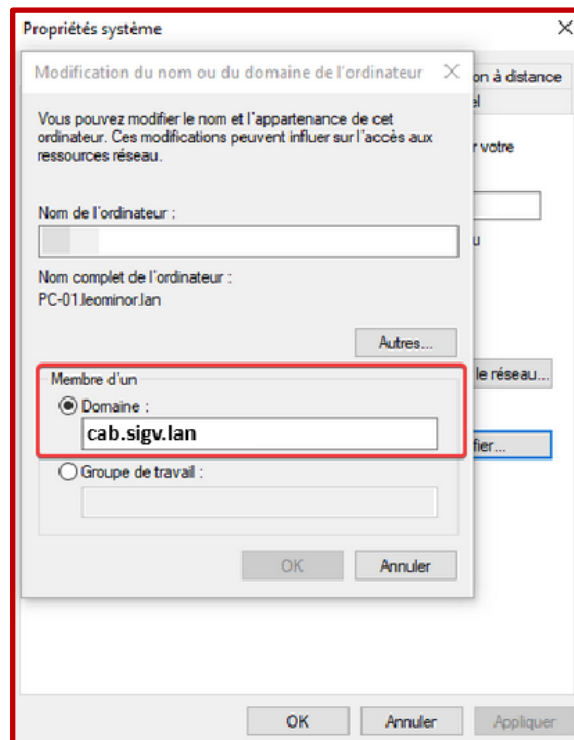 Propriétés système
Modification du nom ou du domaine de l'ordinateur
on à distance
el
Vous pouvez modifier le nom et l'appartenance de cet
ordinateur. Ces modifications peuvent influer sur l'accès aux
ressources réseau.
r votre
Nom de l'ordinateur :
u
Nom complet de l'ordinateur :
PC-01.leominor.lan
Autres...
Membre d'un
le réseau...
Domaine :
cab.sigv.lan
fier...
Groupe de travail :
OK
Annuler
OK
Annuler
Appliquer